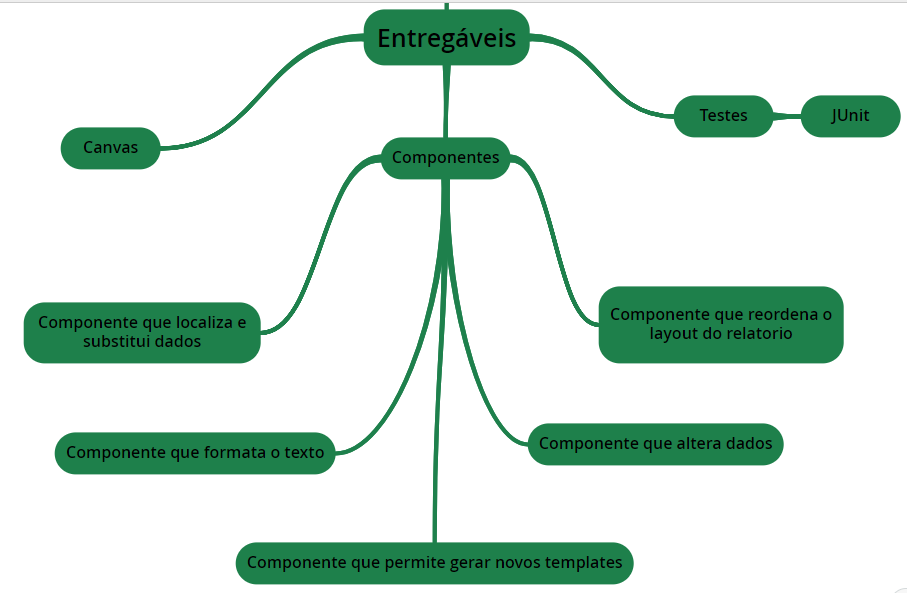 Entregáveis
Testes
JUnit
Canvas
Componentes
Componente que localiza e
substitui dados
Componente que reordena o
layout do relatorio
Componente que formata o texto
Componente que altera dados
Componente que permite gerar novos templates